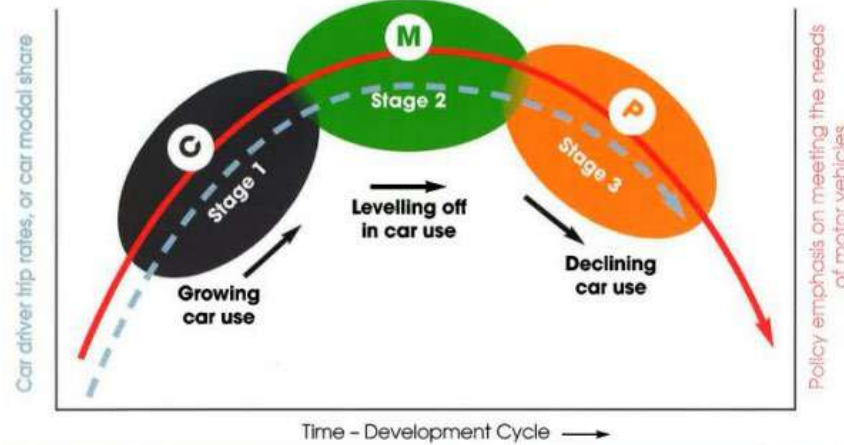 Car driver trip rates, or car modal share
C
Stage 1
Growing
car use
M
Stage 2
Levelling off
in car use
P
Stage 3
Declining
car use
Policy emphasis on meeting the needs
of motor vehicles
Time – Development Cycle